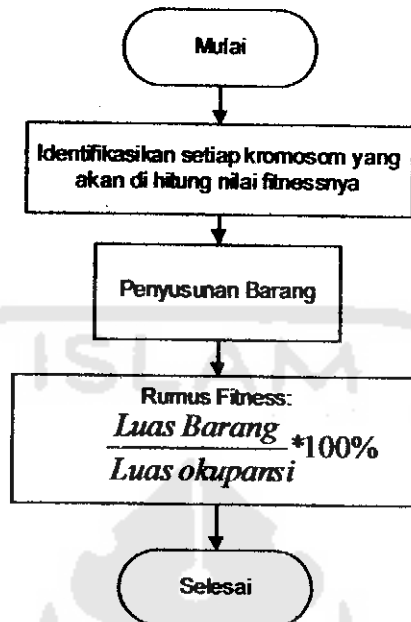 Mulai
Identifikasikan setiap kromosom yang
akan di hitung nilai fitnessnya
Penyusunan Barang
ISLAM
Rumus Fitness:
Luas Barang
*100%
Luas okupansi
Selesai